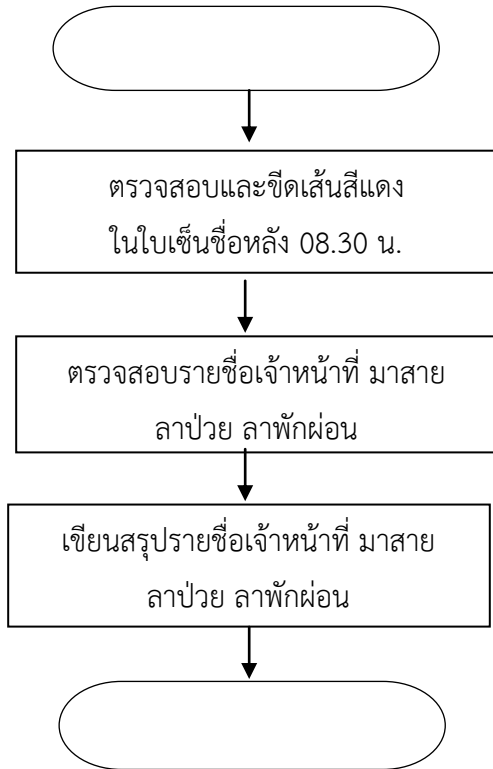 ตรวจสอบและขีดเส้นสีแดง
ในใบเซ็นชื่อหลัง 08.30 น.
ตรวจสอบรายชื่อเจ้าหน้าที่ มาสาย
ลาป่วย ลาพักผ่อน
เขียนสรุปรายชื่อเจ้าหน้าที่ มาสาย
ลาป่วย ลาพักผ่อน